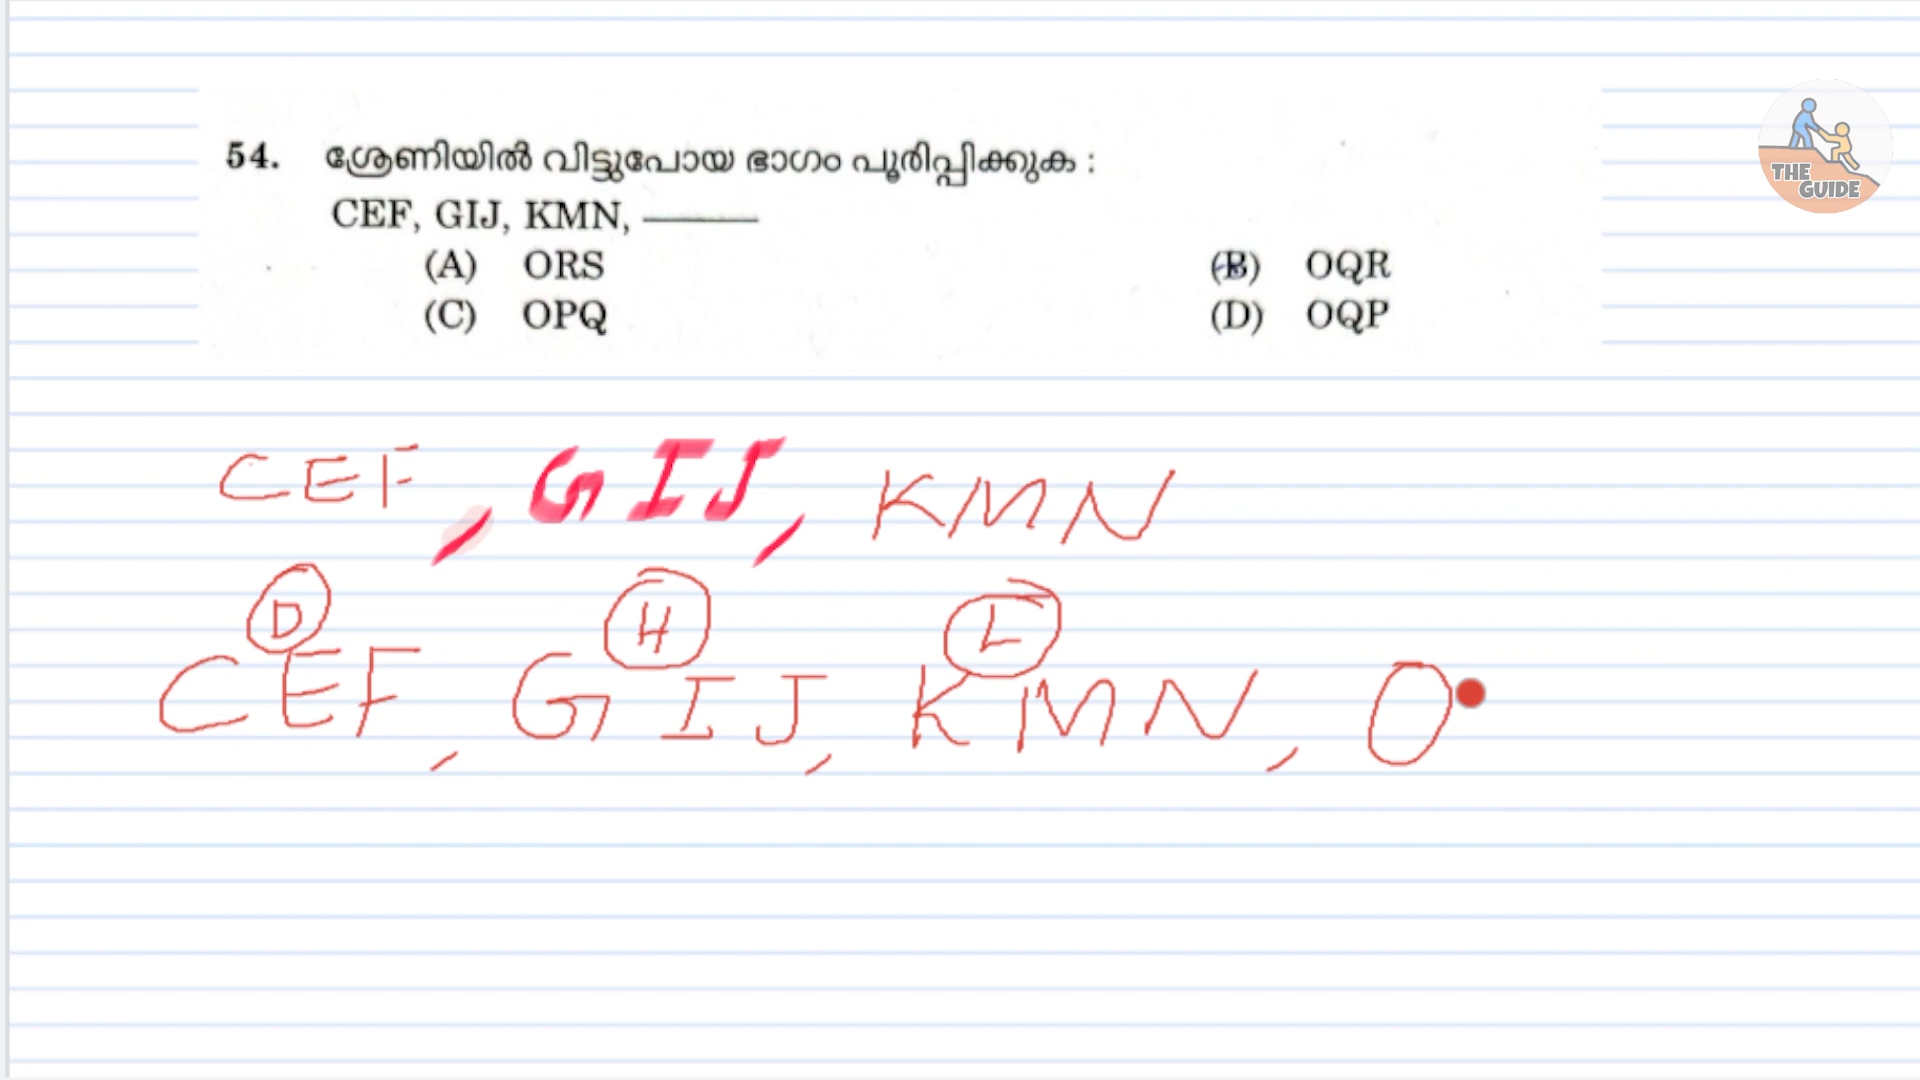 THE
GUIDE
54. ശ്രേണിയിൽ വിട്ടുപോയ ഭാഗം പൂരിപ്പിക്കുക :
CEF, GIJ, KMN, ———
(A) ORS (B) OQR
(C) OPQ (D) OQP
CEF, GIJ, KMN
D H L
CEF, GIJ, KMN, O